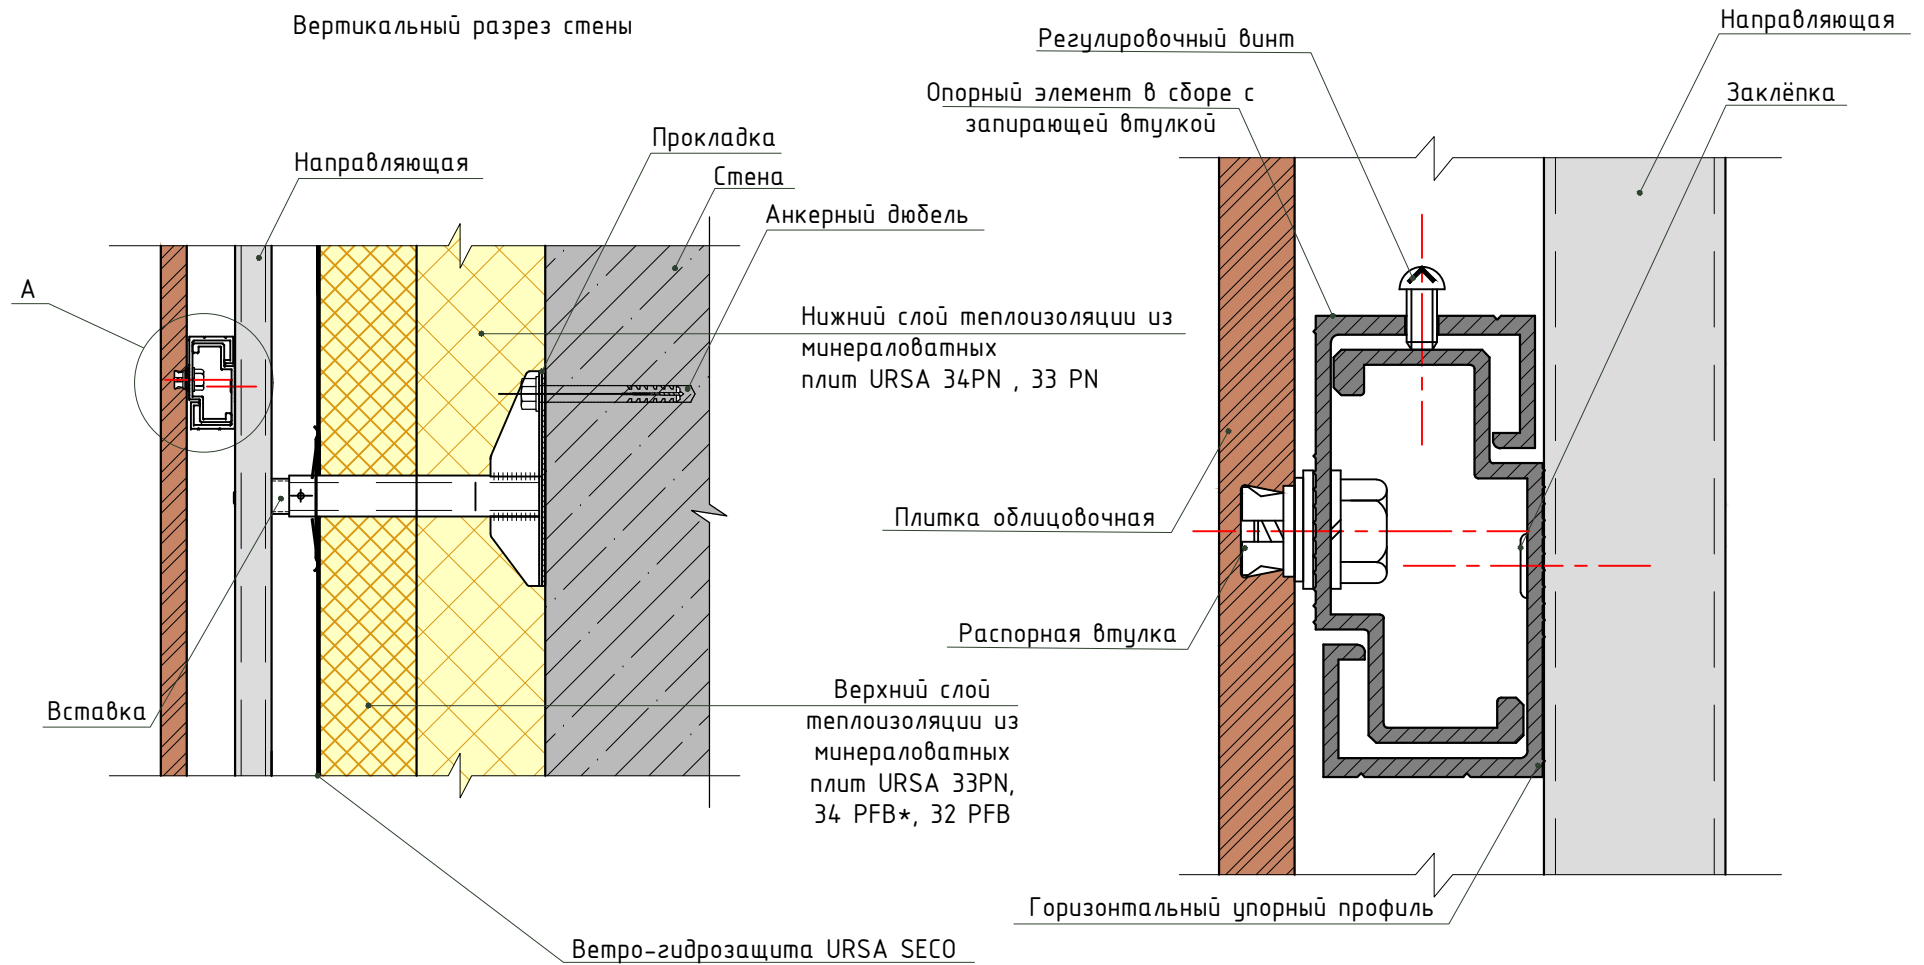 Вертикальный разрез стены
Направляющая
Прокладка
Стена
Анкерный дюбель
А
Нижний слой теплоизоляции из
минераловатных
плит URSA 34PN , 33 PN
Вставка
Верхний слой
теплоизоляции из
минераловатных
плит URSA 33PN,
34 PFB*, 32 PFB
Ветро-гидрозащита URSA SECO
Регулировочный винт
Направляющая
Опорный элемент в сборе с
запирающей втулкой
Заклёпка
Плитка облицовочная
Распорная втулка
Горизонтальный упорный профиль